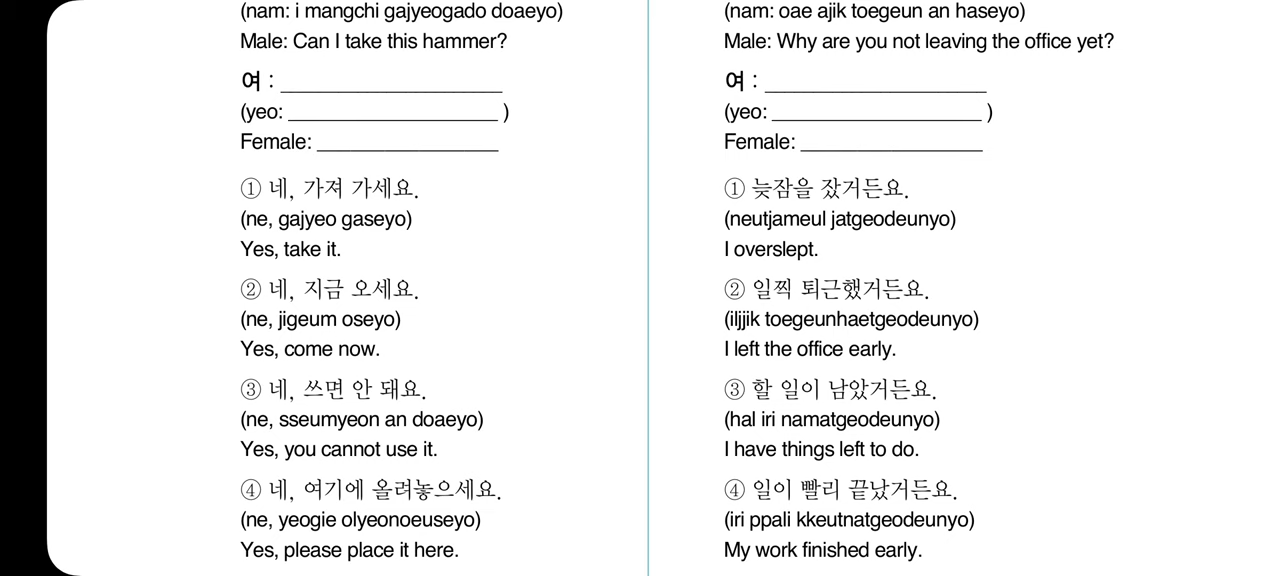 (nam: i mangchi gajyeogado doaeyo)
Male: Can I take this hammer?
여 : ____________________
(yeo: ___________________ )
Female: ________________
① 네, 가져 가세요.
(ne, gajyeo gaseyo)
Yes, take it.
② 네, 지금 오세요.
(ne, jigeum oseyo)
Yes, come now.
③ 네, 쓰면 안 돼요.
(ne, sseumyeon an doaeyo)
Yes, you cannot use it.
④ 네, 여기에 올려놓으세요.
(ne, yeogie olyeonoeuseyo)
Yes, please place it here.
(nam: oae ajik toegeun an haseyo)
Male: Why are you not leaving the office yet?
여 : ____________________
(yeo: ___________________ )
Female: ________________
① 늦잠을 잤거든요.
(neutjameul jatgeodeunyo)
I overslept.
② 일찍 퇴근했거든요.
(iljjik toegeunhaetgeodeunyo)
I left the office early.
③ 할 일이 남았거든요.
(hal iri namatgeodeunyo)
I have things left to do.
④ 일이 빨리 끝났거든요.
(iri ppali kkeutnatgeodeunyo)
My work finished early.